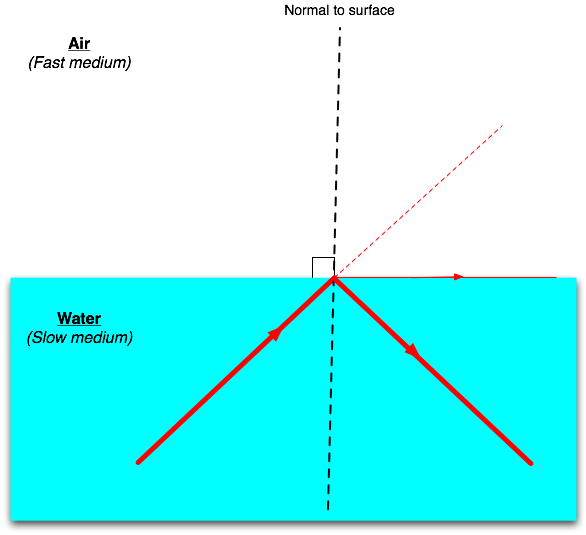 Normal to surface
Air
(Fast medium)
Water
(Slow medium)